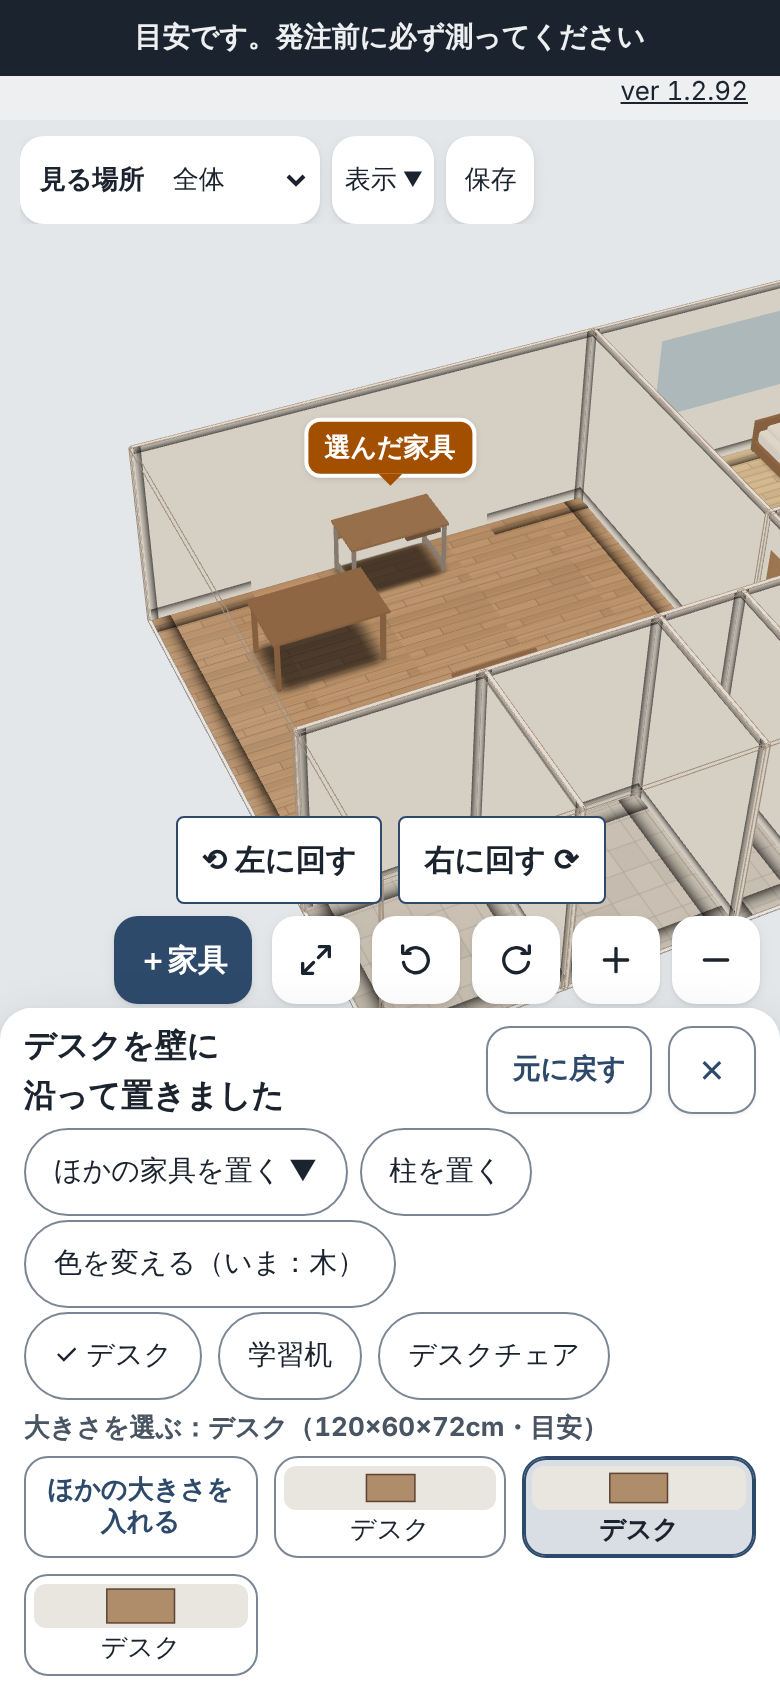 目安です。発注前に必ず測ってください
ver 1.2.92
見る場所 全体
表示 ▼
保存
選んだ家具
⟲ 左に回す
右に回す ⟳
＋家具
デスクを壁に
沿って置きました
元に戻す
×
ほかの家具を置く ▼
柱を置く
色を変える（いま：木）
✓ デスク
学習机
デスクチェア
大きさを選ぶ：デスク（120×60×72cm・目安）
ほかの大きさを
入れる
デスク
デスク
デスク